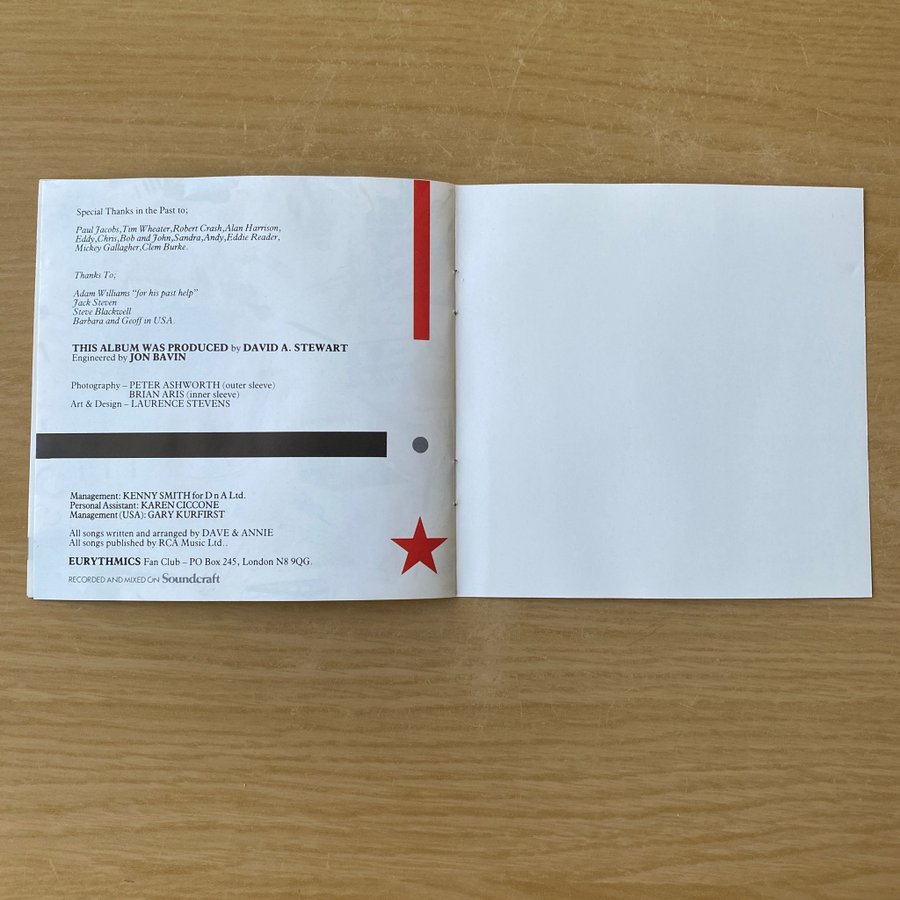 Special Thanks in the Past to;
Paul Jacobs,Tim Wheater,Robert Crash,Alan Harrison,
Eddy,Chris,Bob and John,Sandra,Andy,Eddie Reader,
Mickey Gallagher,Clem Burke.
Thanks To;
Adam Williams "for his past help"
Jack Steven
Steve Blackwell
Barbara and Geoff in USA.
THIS ALBUM WAS PRODUCED by DAVID A. STEWART
Engineered by JON BAVIN
Photography – PETER ASHWORTH (outer sleeve)
BRIAN ARIS (inner sleeve)
Art & Design – LAURENCE STEVENS
Management: KENNY SMITH for D n A Ltd.
Personal Assistant: KAREN CICCONE
Management (USA): GARY KURFIRST
All songs written and arranged by DAVE & ANNIE
All songs published by RCA Music Ltd..
EURYTHMICS Fan Club – PO Box 245, London N8 9QG.
RECORDED AND MIXED ON Soundcraft